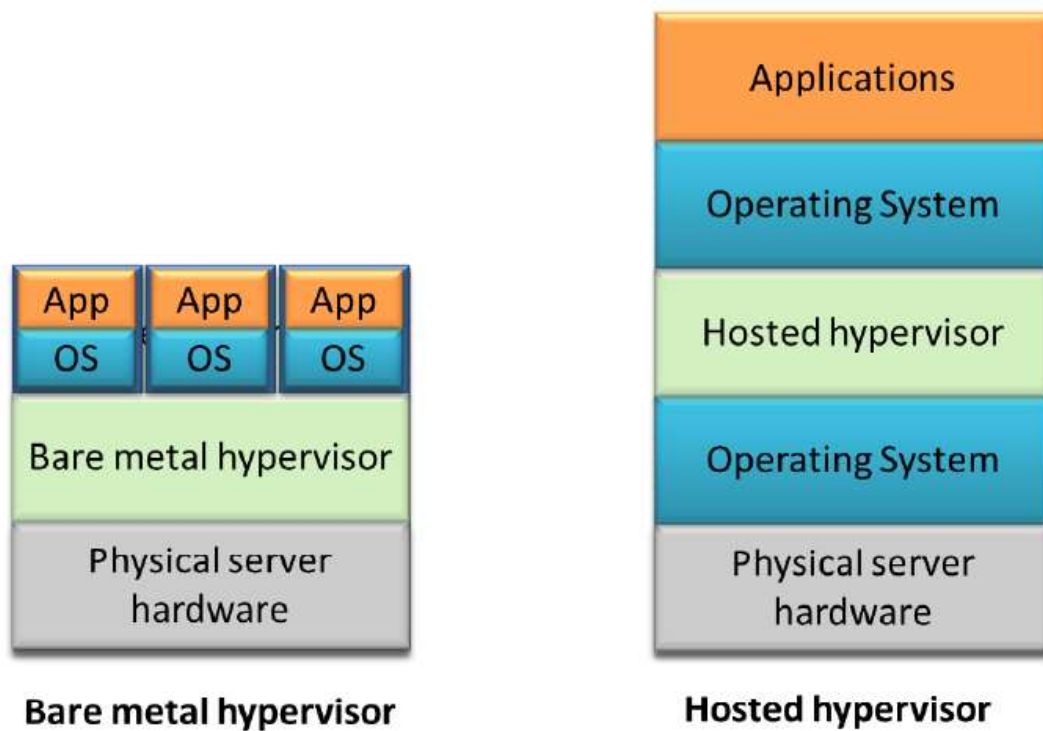 App
App
App
OS
OS
OS
Bare metal hypervisor
Physical server
hardware
Bare metal hypervisor
Applications
Operating System
Hosted hypervisor
Operating System
Physical server
hardware
Hosted hypervisor